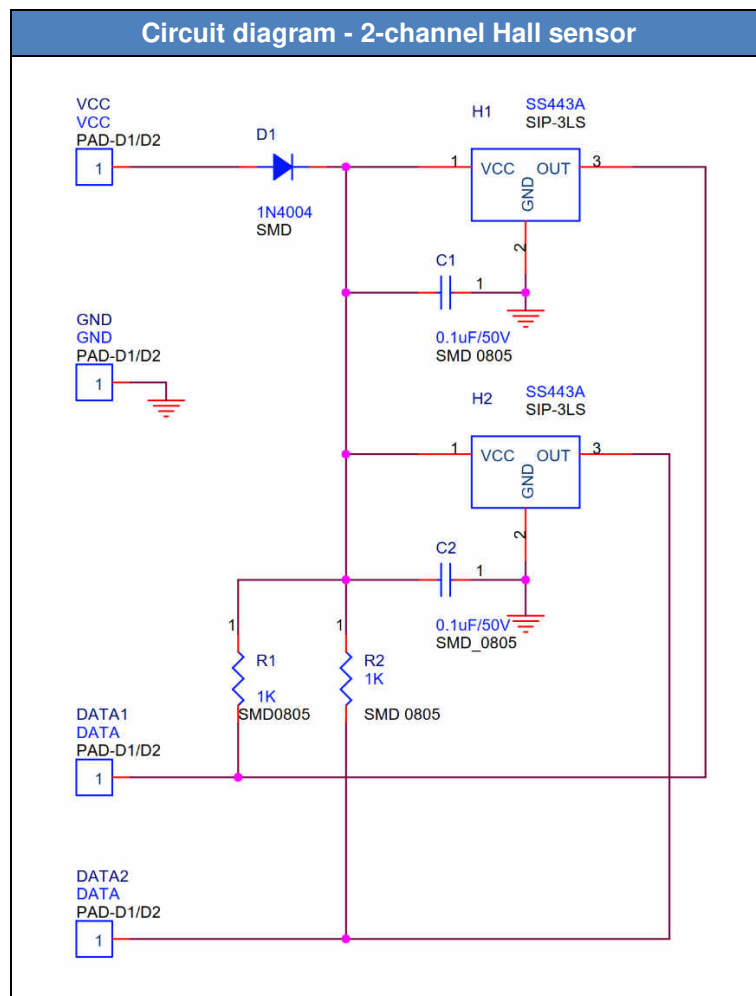 Circuit diagram - 2-channel Hall sensor
VCC
VCC
PAD-D1/D2
1
D1
1N4004
SMD
H1
SS443A
SIP-3LS
1
VCC OUT
3
GND
2
C1
1
0.1uF/50V
SMD 0805
GND
GND
PAD-D1/D2
1
H2
SS443A
SIP-3LS
1
VCC OUT
3
GND
2
C2
1
0.1uF/50V
SMD_0805
1
R1
1K
SMD0805
1
R2
1K
SMD 0805
DATA1
DATA
PAD-D1/D2
1
DATA2
DATA
PAD-D1/D2
1